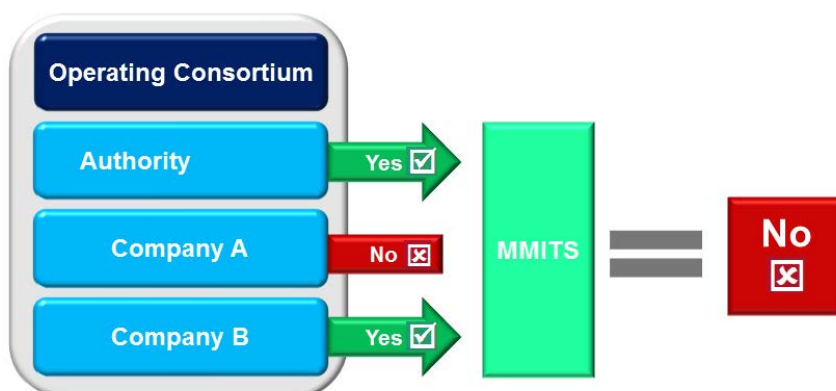 Operating Consortium
Authority
Yes
Company A
No
MMITS
No
Company B
Yes